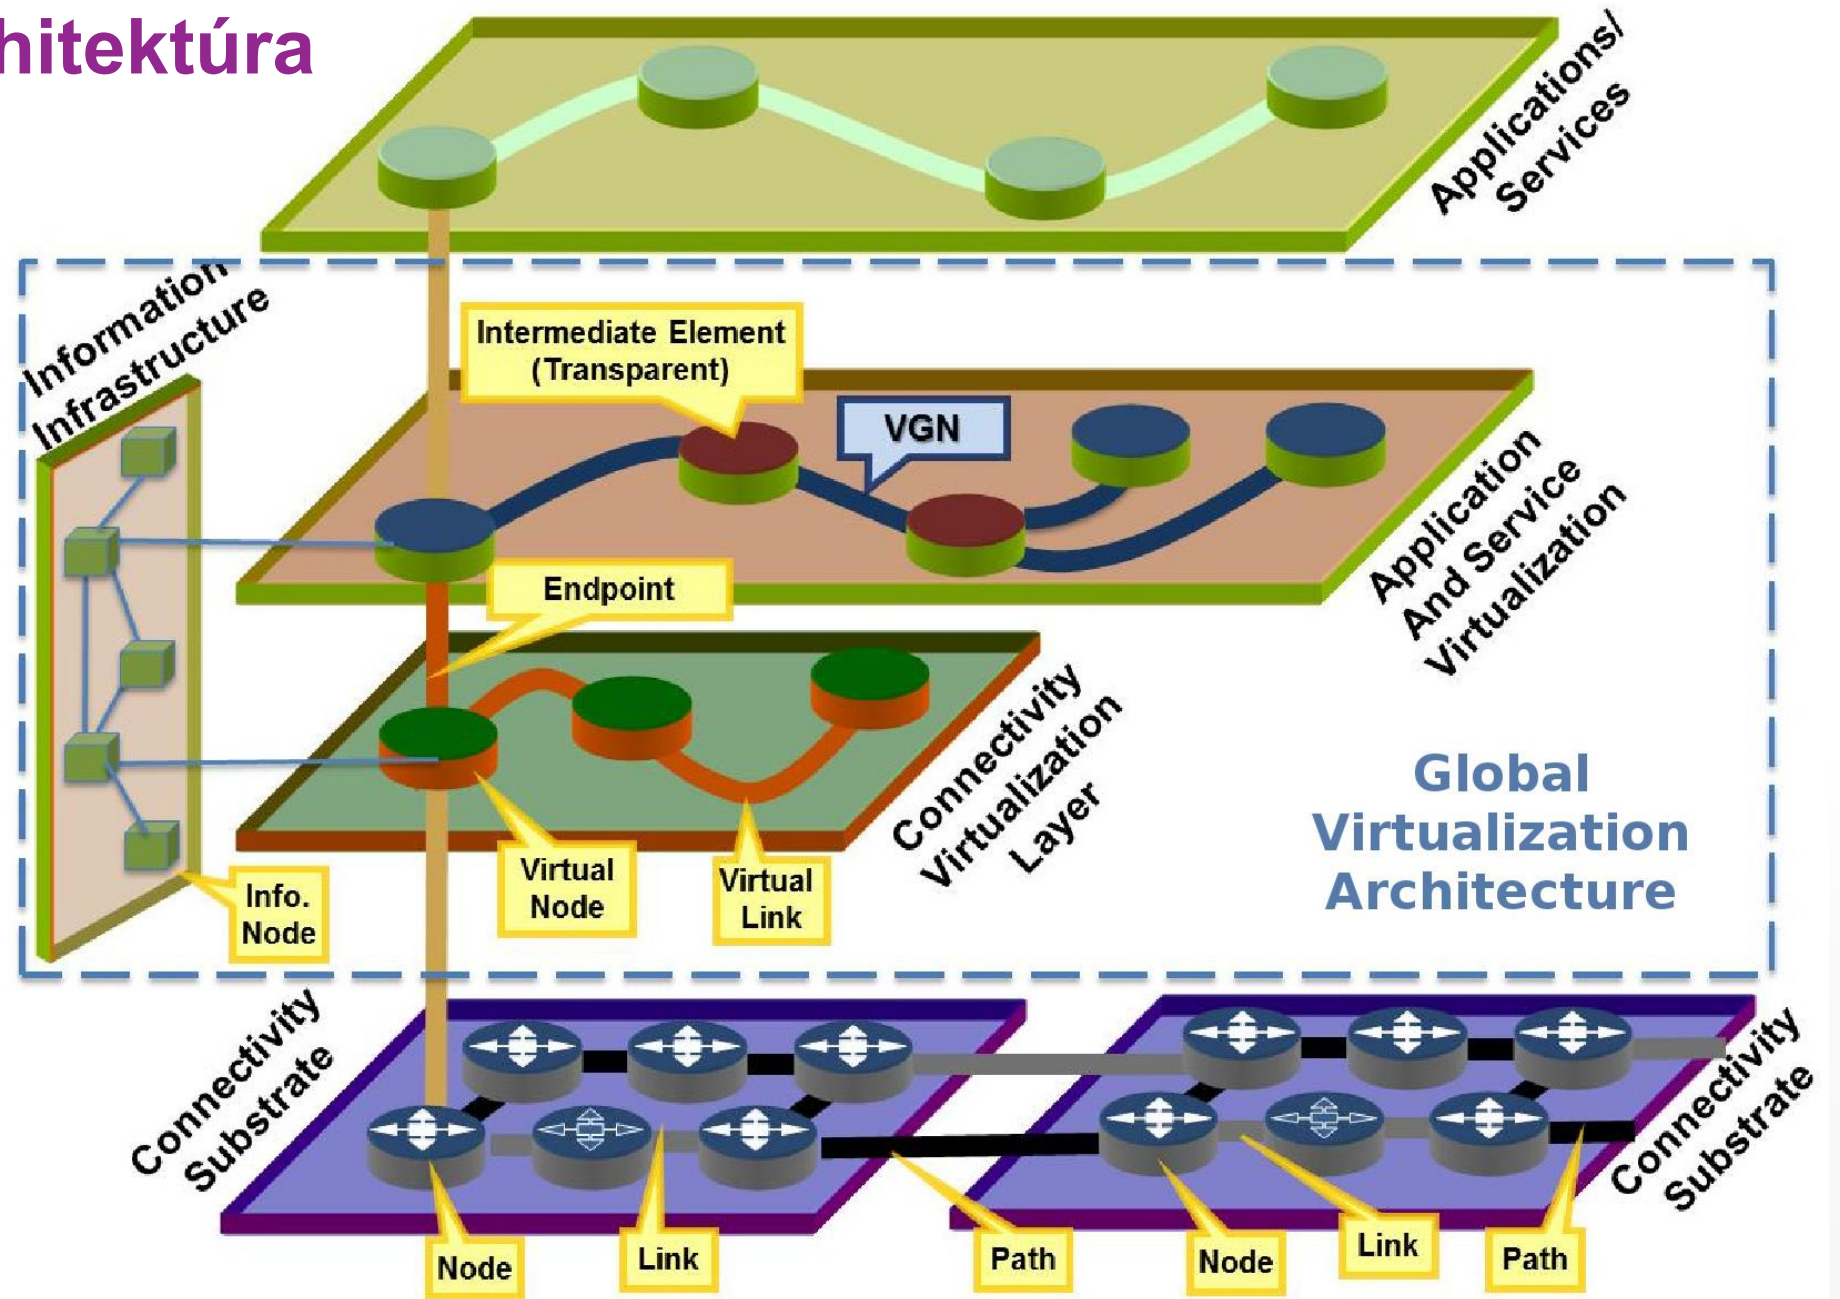 hitektúra
Applications/
Services
Information
Infrastructure
Intermediate Element
(Transparent)
VGN
Application
And Service
Virtualization
Endpoint
Connectivity
Virtualization
Layer
Global
Virtualization
Architecture
Virtual
Node
Virtual
Link
Info.
Node
Connectivity
Substrate
Connectivity
Substrate
Node
Link
Path
Node
Link
Path